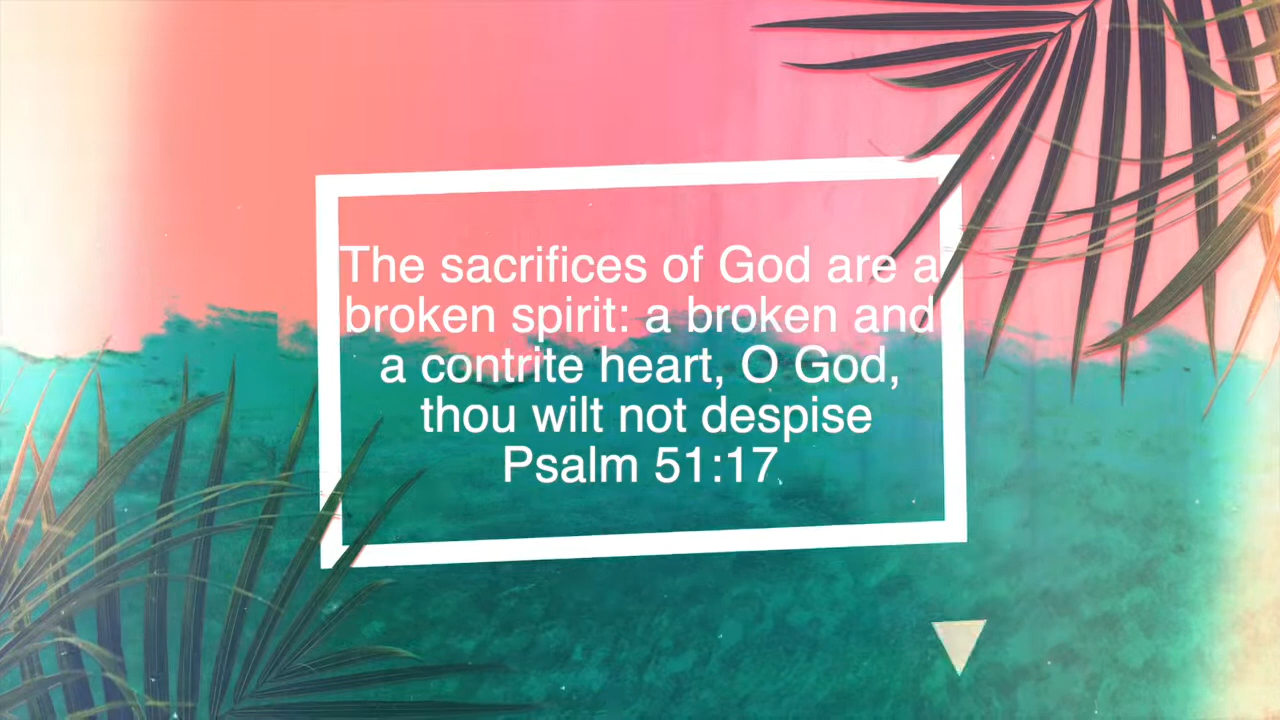 The sacrifices of God are a
broken spirit: a broken and
a contrite heart, O God,
thou wilt not despise
Psalm 51:17